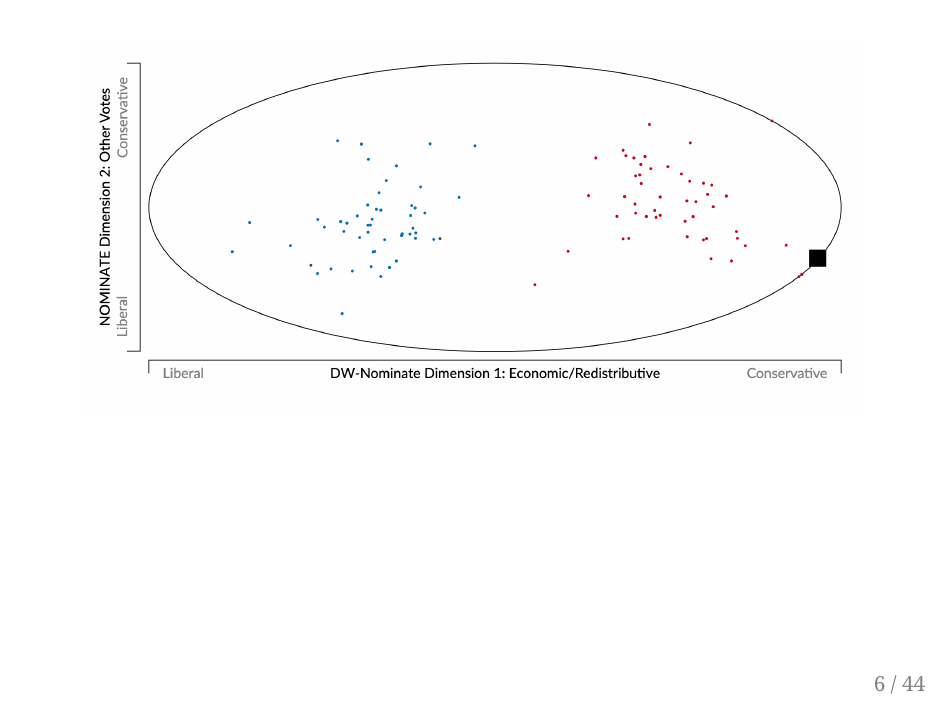 NOMINATE Dimension 2: Other Votes
Conservative
Liberal
Liberal
DW-Nominate Dimension 1: Economic/Redistributive
Conservative
6 / 44